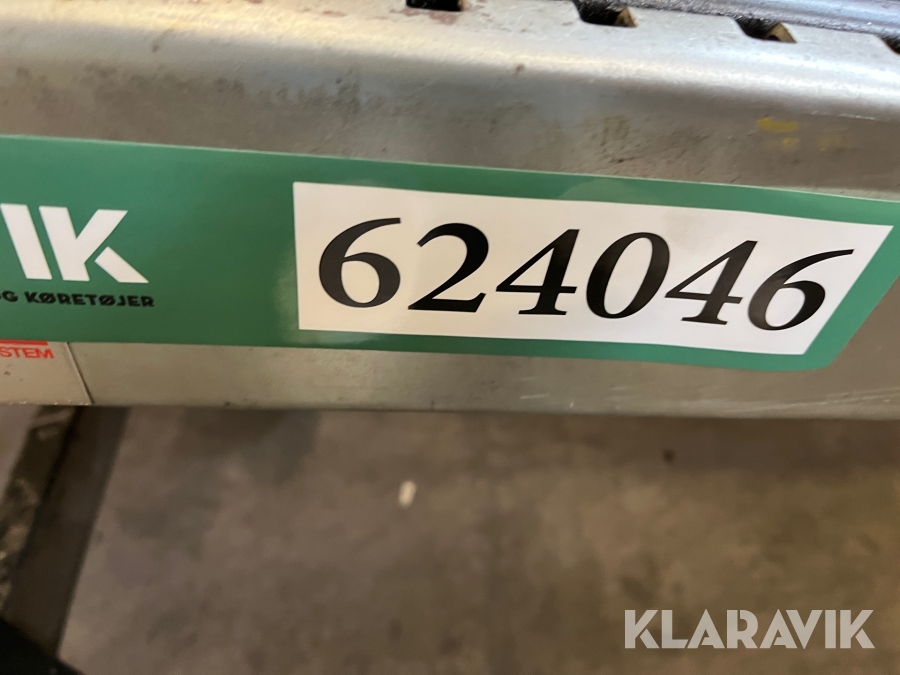 IK
G KØRETØJER
624046
STEM
KLARAVIK